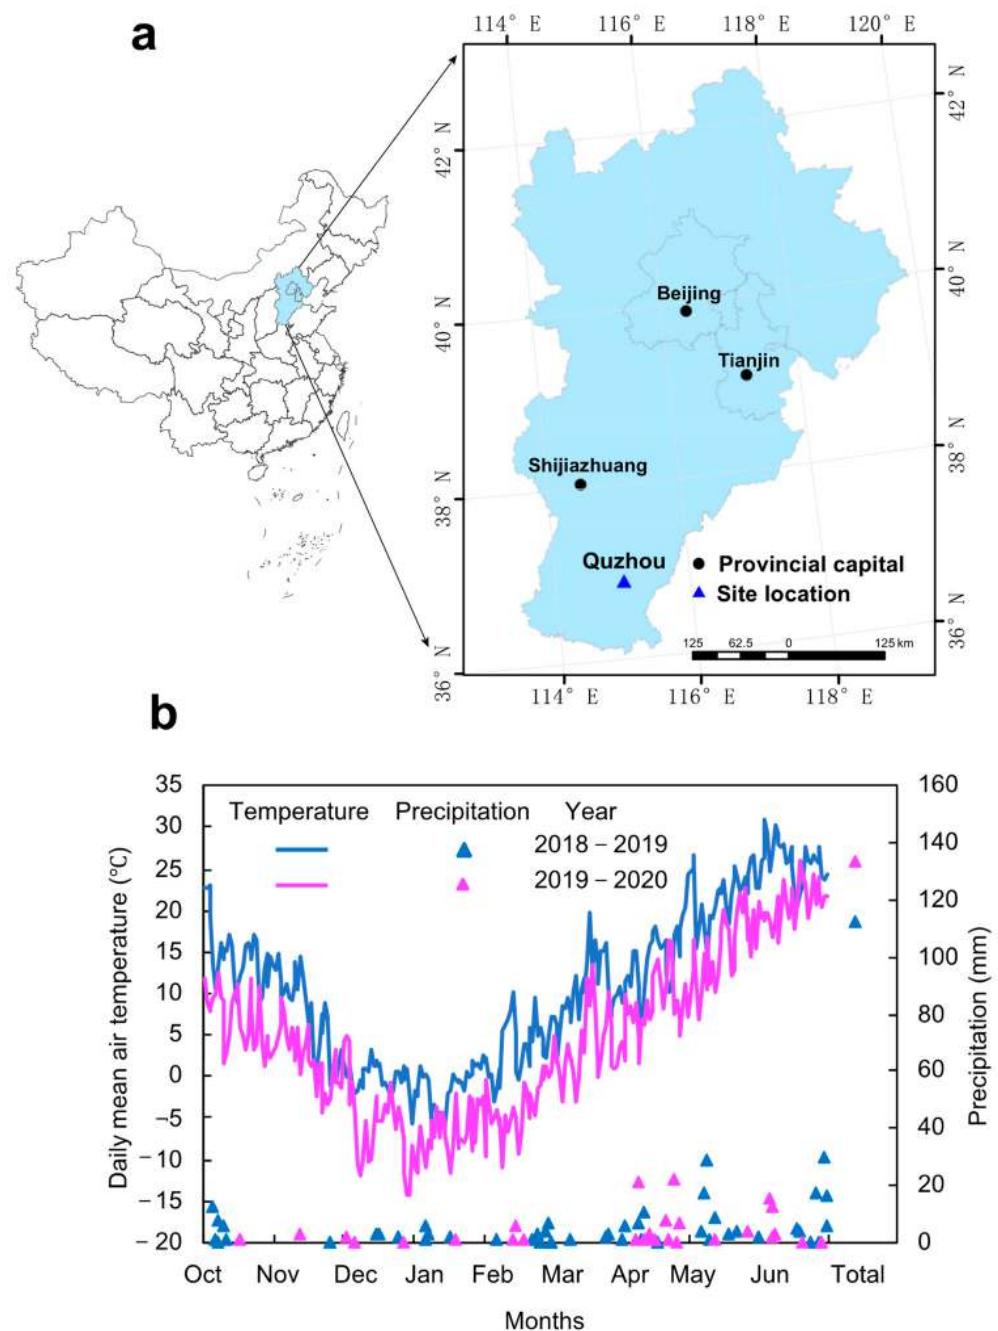 a
114° E 116° E 118° E 120° E
42° N
42° N
40° N
40° N
38° N
38° N
36° N
36° N
Beijing
Tianjin
Shijiazhuang
Quzhou
Provincial capital
Site location
125 62.5 0 125 km
114° E 116° E 118° E
b
Temperature Precipitation Year
2018 – 2019
2019 – 2020
Daily mean air temperature (℃)
35
30
25
20
15
10
5
0
–5
– 10
– 15
– 20
Precipitation (mm)
160
140
120
100
80
60
40
20
0
Oct Nov Dec Jan Feb Mar Apr May Jun Total
Months